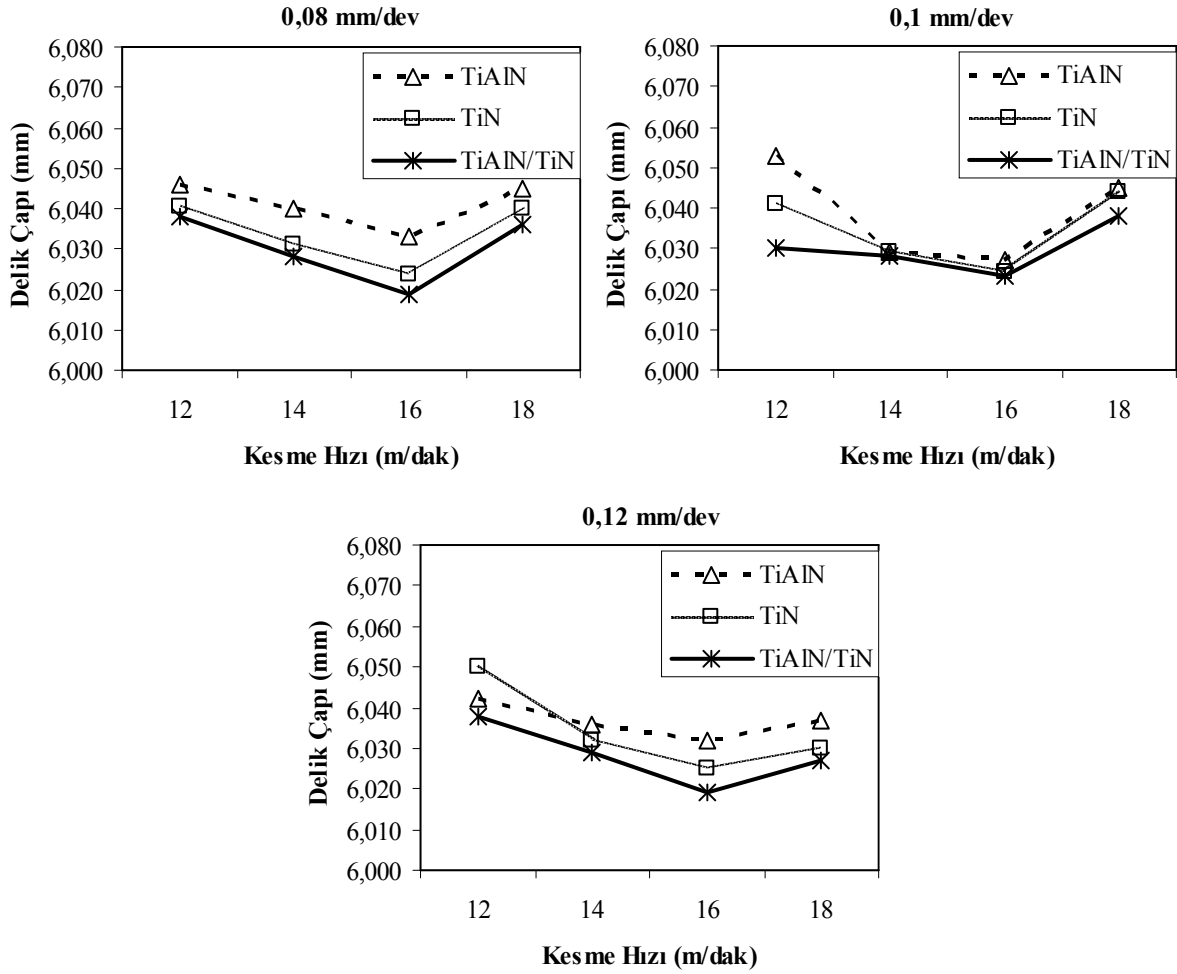 0,08 mm/dev
6,080
6,070
6,060
6,050
6,040
6,030
6,020
6,010
6,000
Delik Çapı (mm)
TiAlN
TiN
TiAlN/TiN
12 14 16 18
Kesme Hızı (m/dak)
0,1 mm/dev
6,080
6,070
6,060
6,050
6,040
6,030
6,020
6,010
6,000
Delik Çapı (mm)
TiAlN
TiN
TiAlN/TiN
12 14 16 18
Kesme Hızı (m/dak)
0,12 mm/dev
6,080
6,070
6,060
6,050
6,040
6,030
6,020
6,010
6,000
Delik Çapı (mm)
TiAlN
TiN
TiAlN/TiN
12 14 16 18
Kesme Hızı (m/dak)